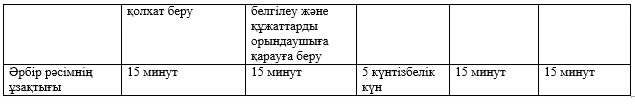 қолхат беру
белгілеу және
құжаттарды
орындаушыға
қарауға беру
Әрбір рәсімнің
ұзақтығы
15 минут
15 минут
5 күнтізбелік
күн
15 минут
15 минут